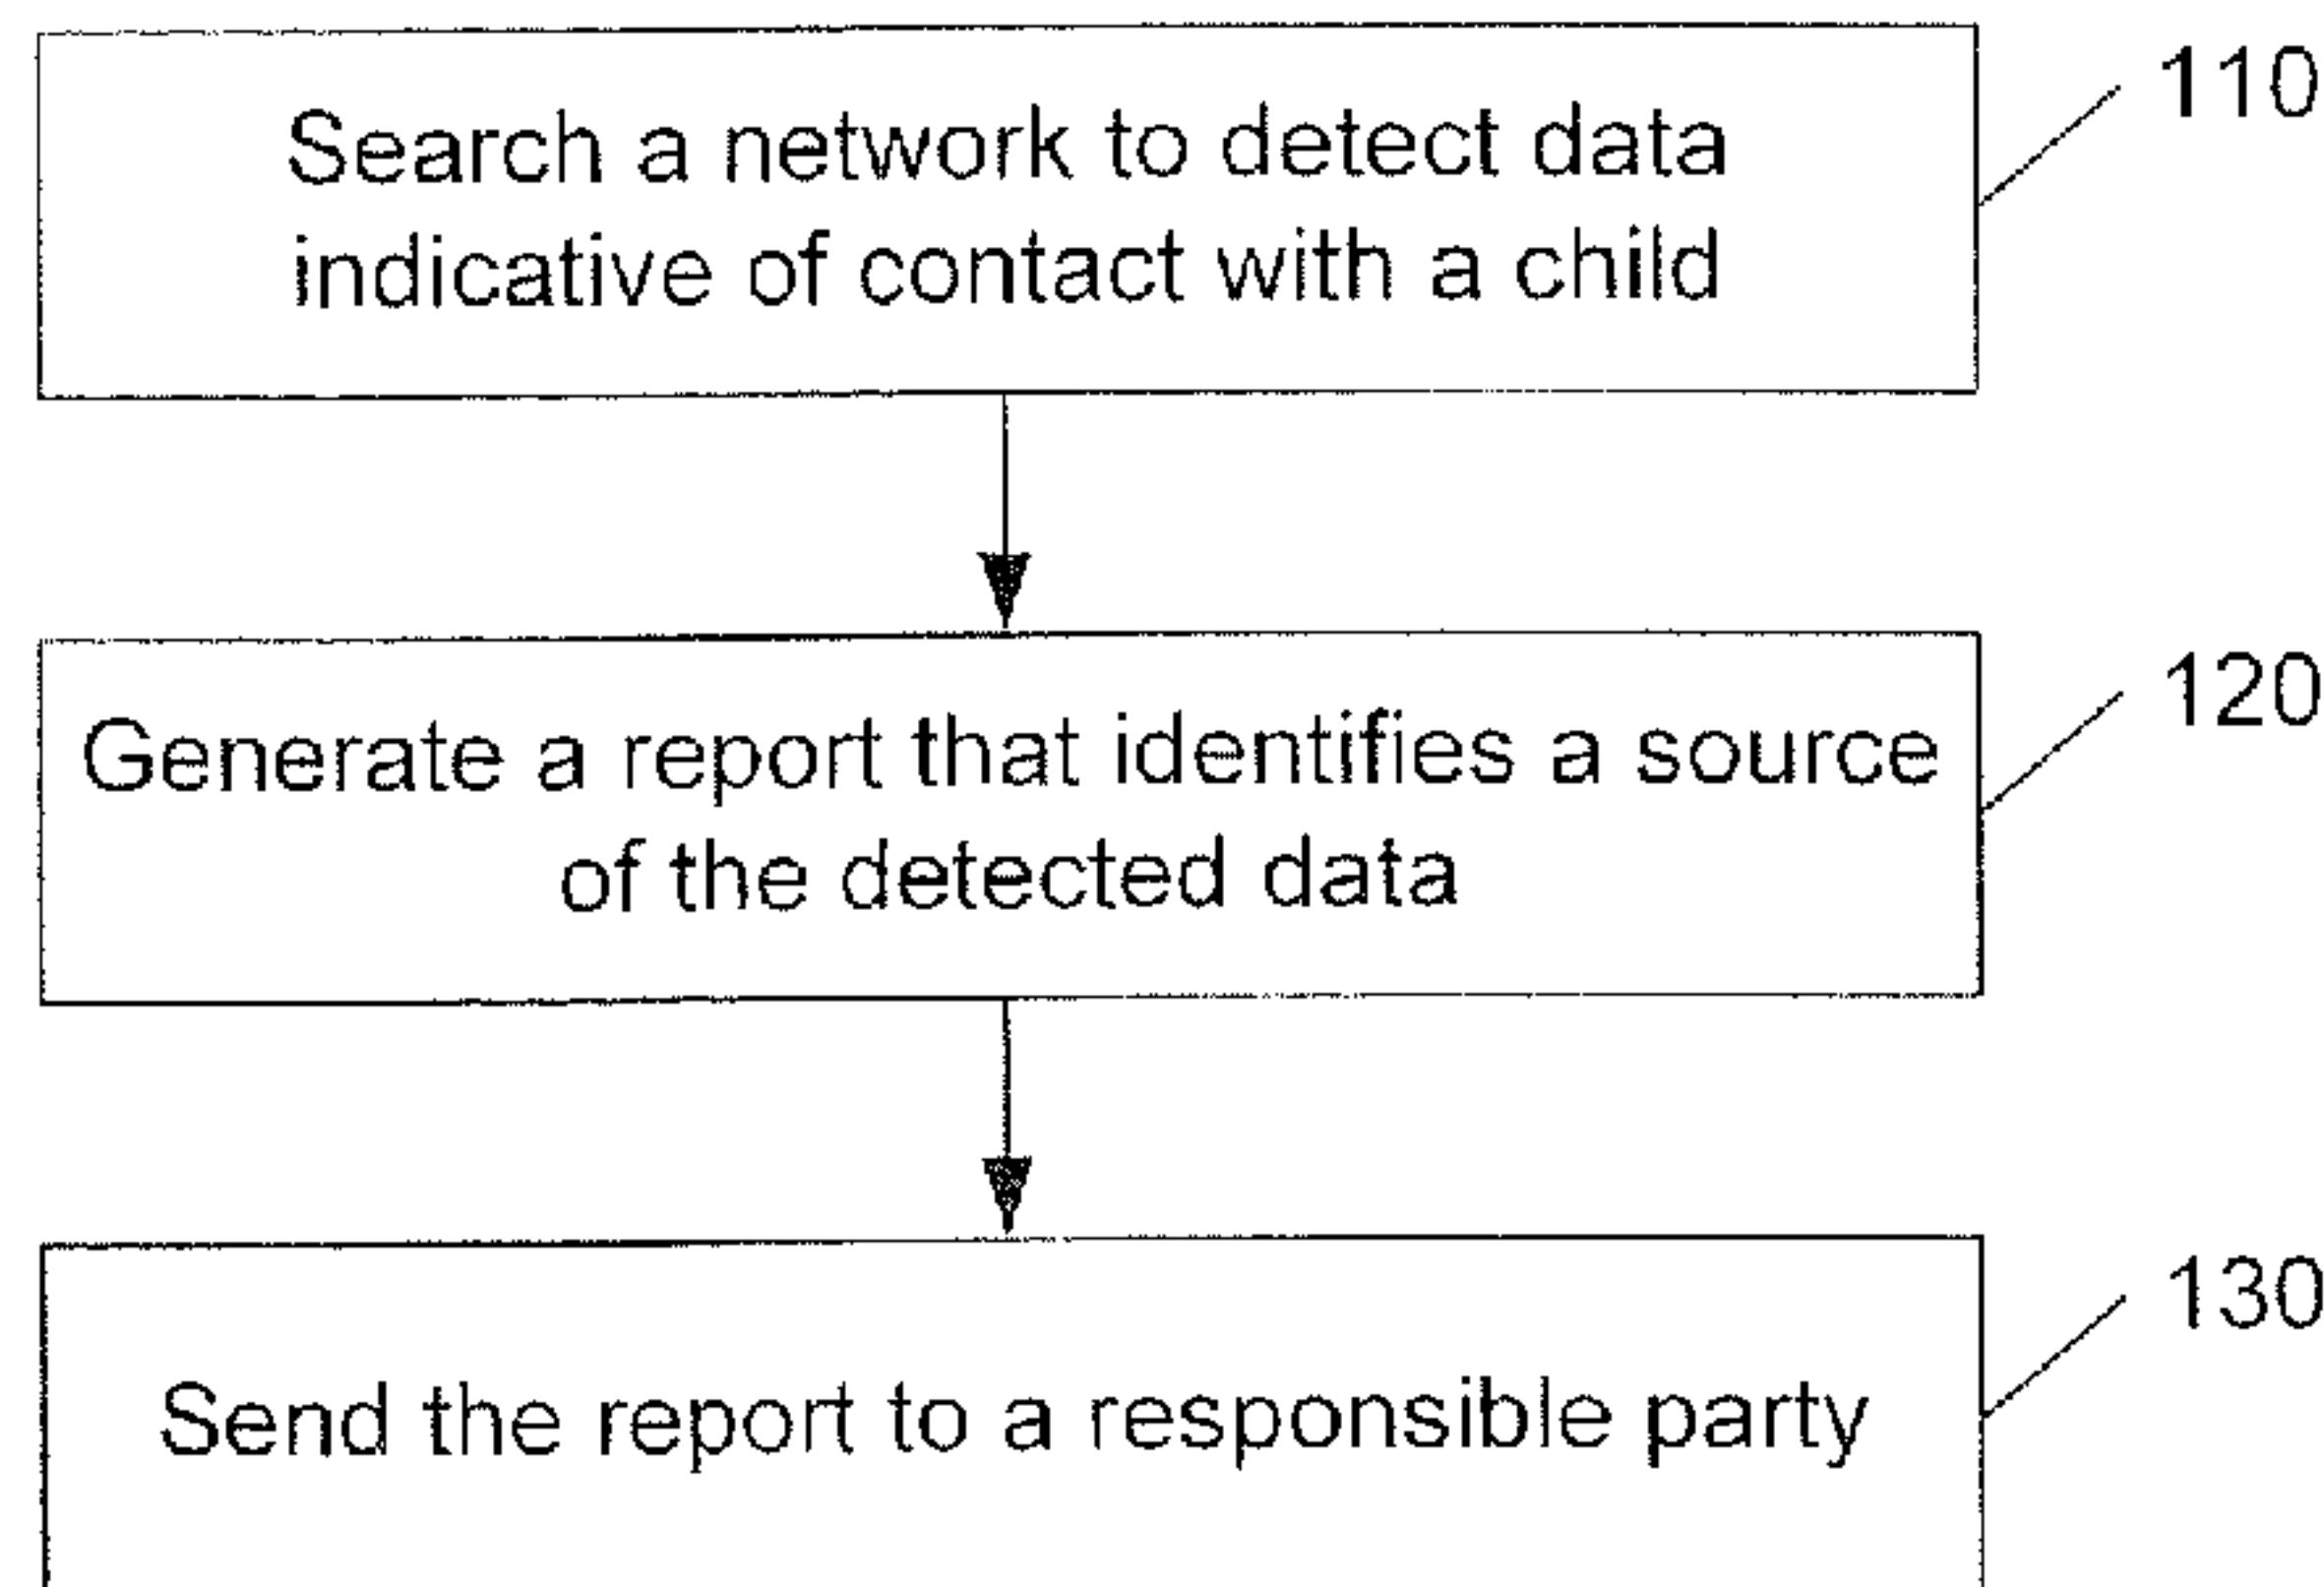 Search a network to detect data
indicative of contact with a child
110
Generate a report that identifies a source
of the detected data
120
Send the report to a responsible party
130